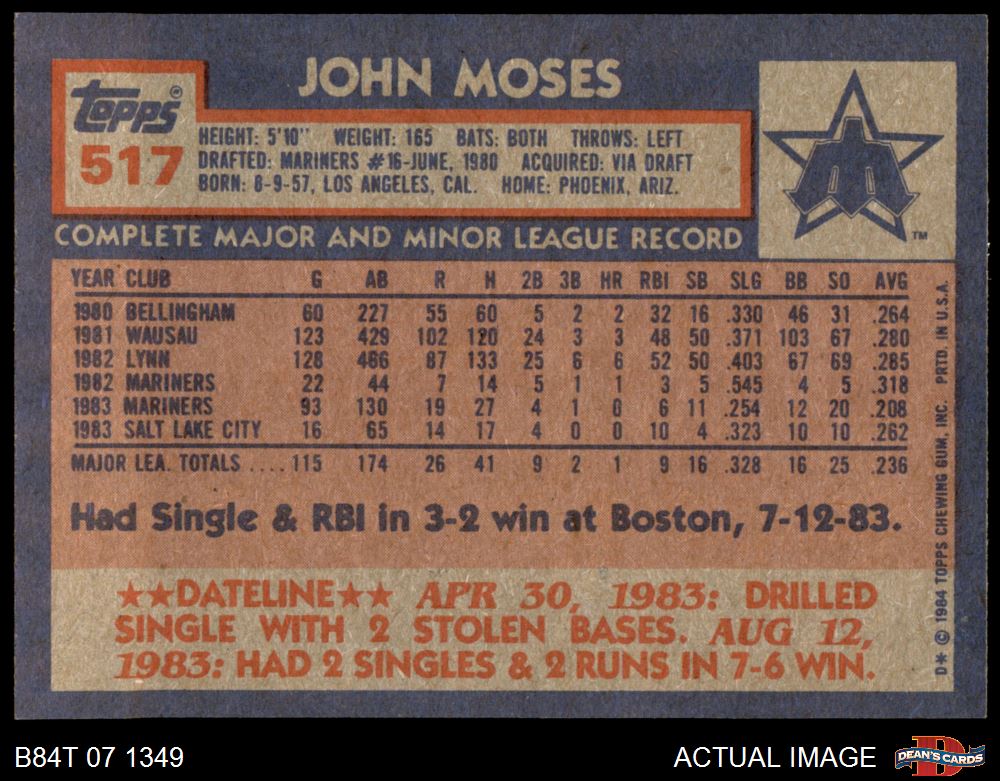 JOHN MOSES
Topps®
517
HEIGHT: 5'10" WEIGHT: 165 BATS: BOTH THROWS: LEFT
DRAFTED: MARINERS #16-JUNE, 1980 ACQUIRED: VIA DRAFT
BORN: 8-9-57, LOS ANGELES, CAL. HOME: PHOENIX, ARIZ.
TM
COMPLETE MAJOR AND MINOR LEAGUE RECORD
YEAR CLUB G AB R H 2B 3B HR RBI SB SLG BB SO AVG
1980 BELLINGHAM 60 227 55 60 5 2 2 32 16 .330 46 31 .264
1981 WAUSAU 123 429 102 120 24 3 3 48 50 .371 103 67 .280
1982 LYNN 128 466 87 133 25 6 6 52 50 .403 67 69 .285
1982 MARINERS 22 44 7 14 5 1 1 3 5 .545 4 5 .318
1983 MARINERS 93 130 19 27 4 1 0 6 11 .254 12 20 .208
1983 SALT LAKE CITY 16 65 14 17 4 0 0 10 4 .323 10 10 .262
MAJOR LEA. TOTALS .... 115 174 26 41 9 2 1 9 16 .328 16 25 .236
Had Single & RBI in 3-2 win at Boston, 7-12-83.
★★DATELINE★★ APR 30, 1983: DRILLED
SINGLE WITH 2 STOLEN BASES. AUG 12,
1983: HAD 2 SINGLES & 2 RUNS IN 7-6 WIN.
D* © 1984 TOPPS CHEWING GUM, INC. PRTD. IN U.S.A.
B84T 07 1349
ACTUAL IMAGE
D
DEAN'S CARDS